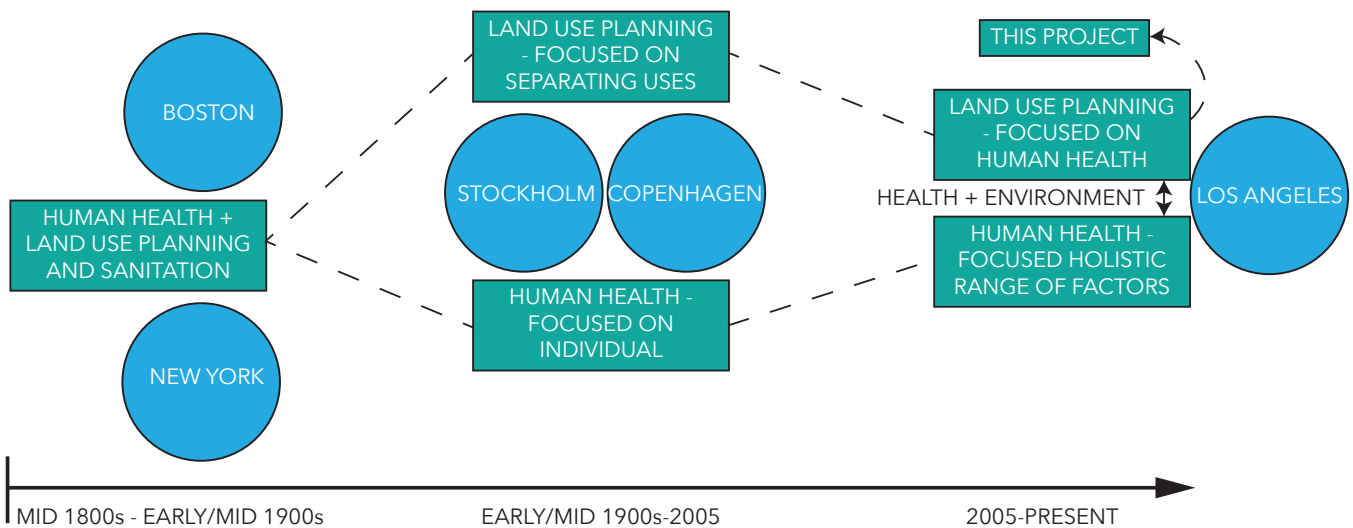 BOSTON
HUMAN HEALTH +
LAND USE PLANNING
AND SANITATION
NEW YORK
LAND USE PLANNING
- FOCUSED ON
SEPARATING USES
STOCKHOLM
COPENHAGEN
HUMAN HEALTH -
FOCUSED ON
INDIVIDUAL
THIS PROJECT
LAND USE PLANNING
- FOCUSED ON
HUMAN HEALTH
HEALTH + ENVIRONMENT
LOS ANGELES
HUMAN HEALTH -
FOCUSED HOLISTIC
RANGE OF FACTORS
MID 1800s - EARLY/MID 1900s
EARLY/MID 1900s-2005
2005-PRESENT